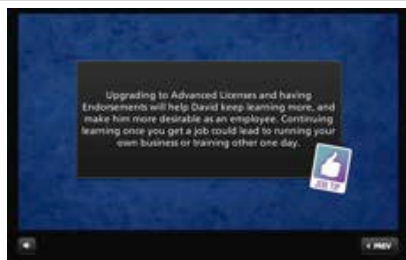 Upgrading to Advanced Licenses and having
Endorsements will help David keep learning more, and
make him more desirable as an employee. Continuing
learning once you get a job could lead to running your
own business or training other one day.
JOB TIP
< PREV